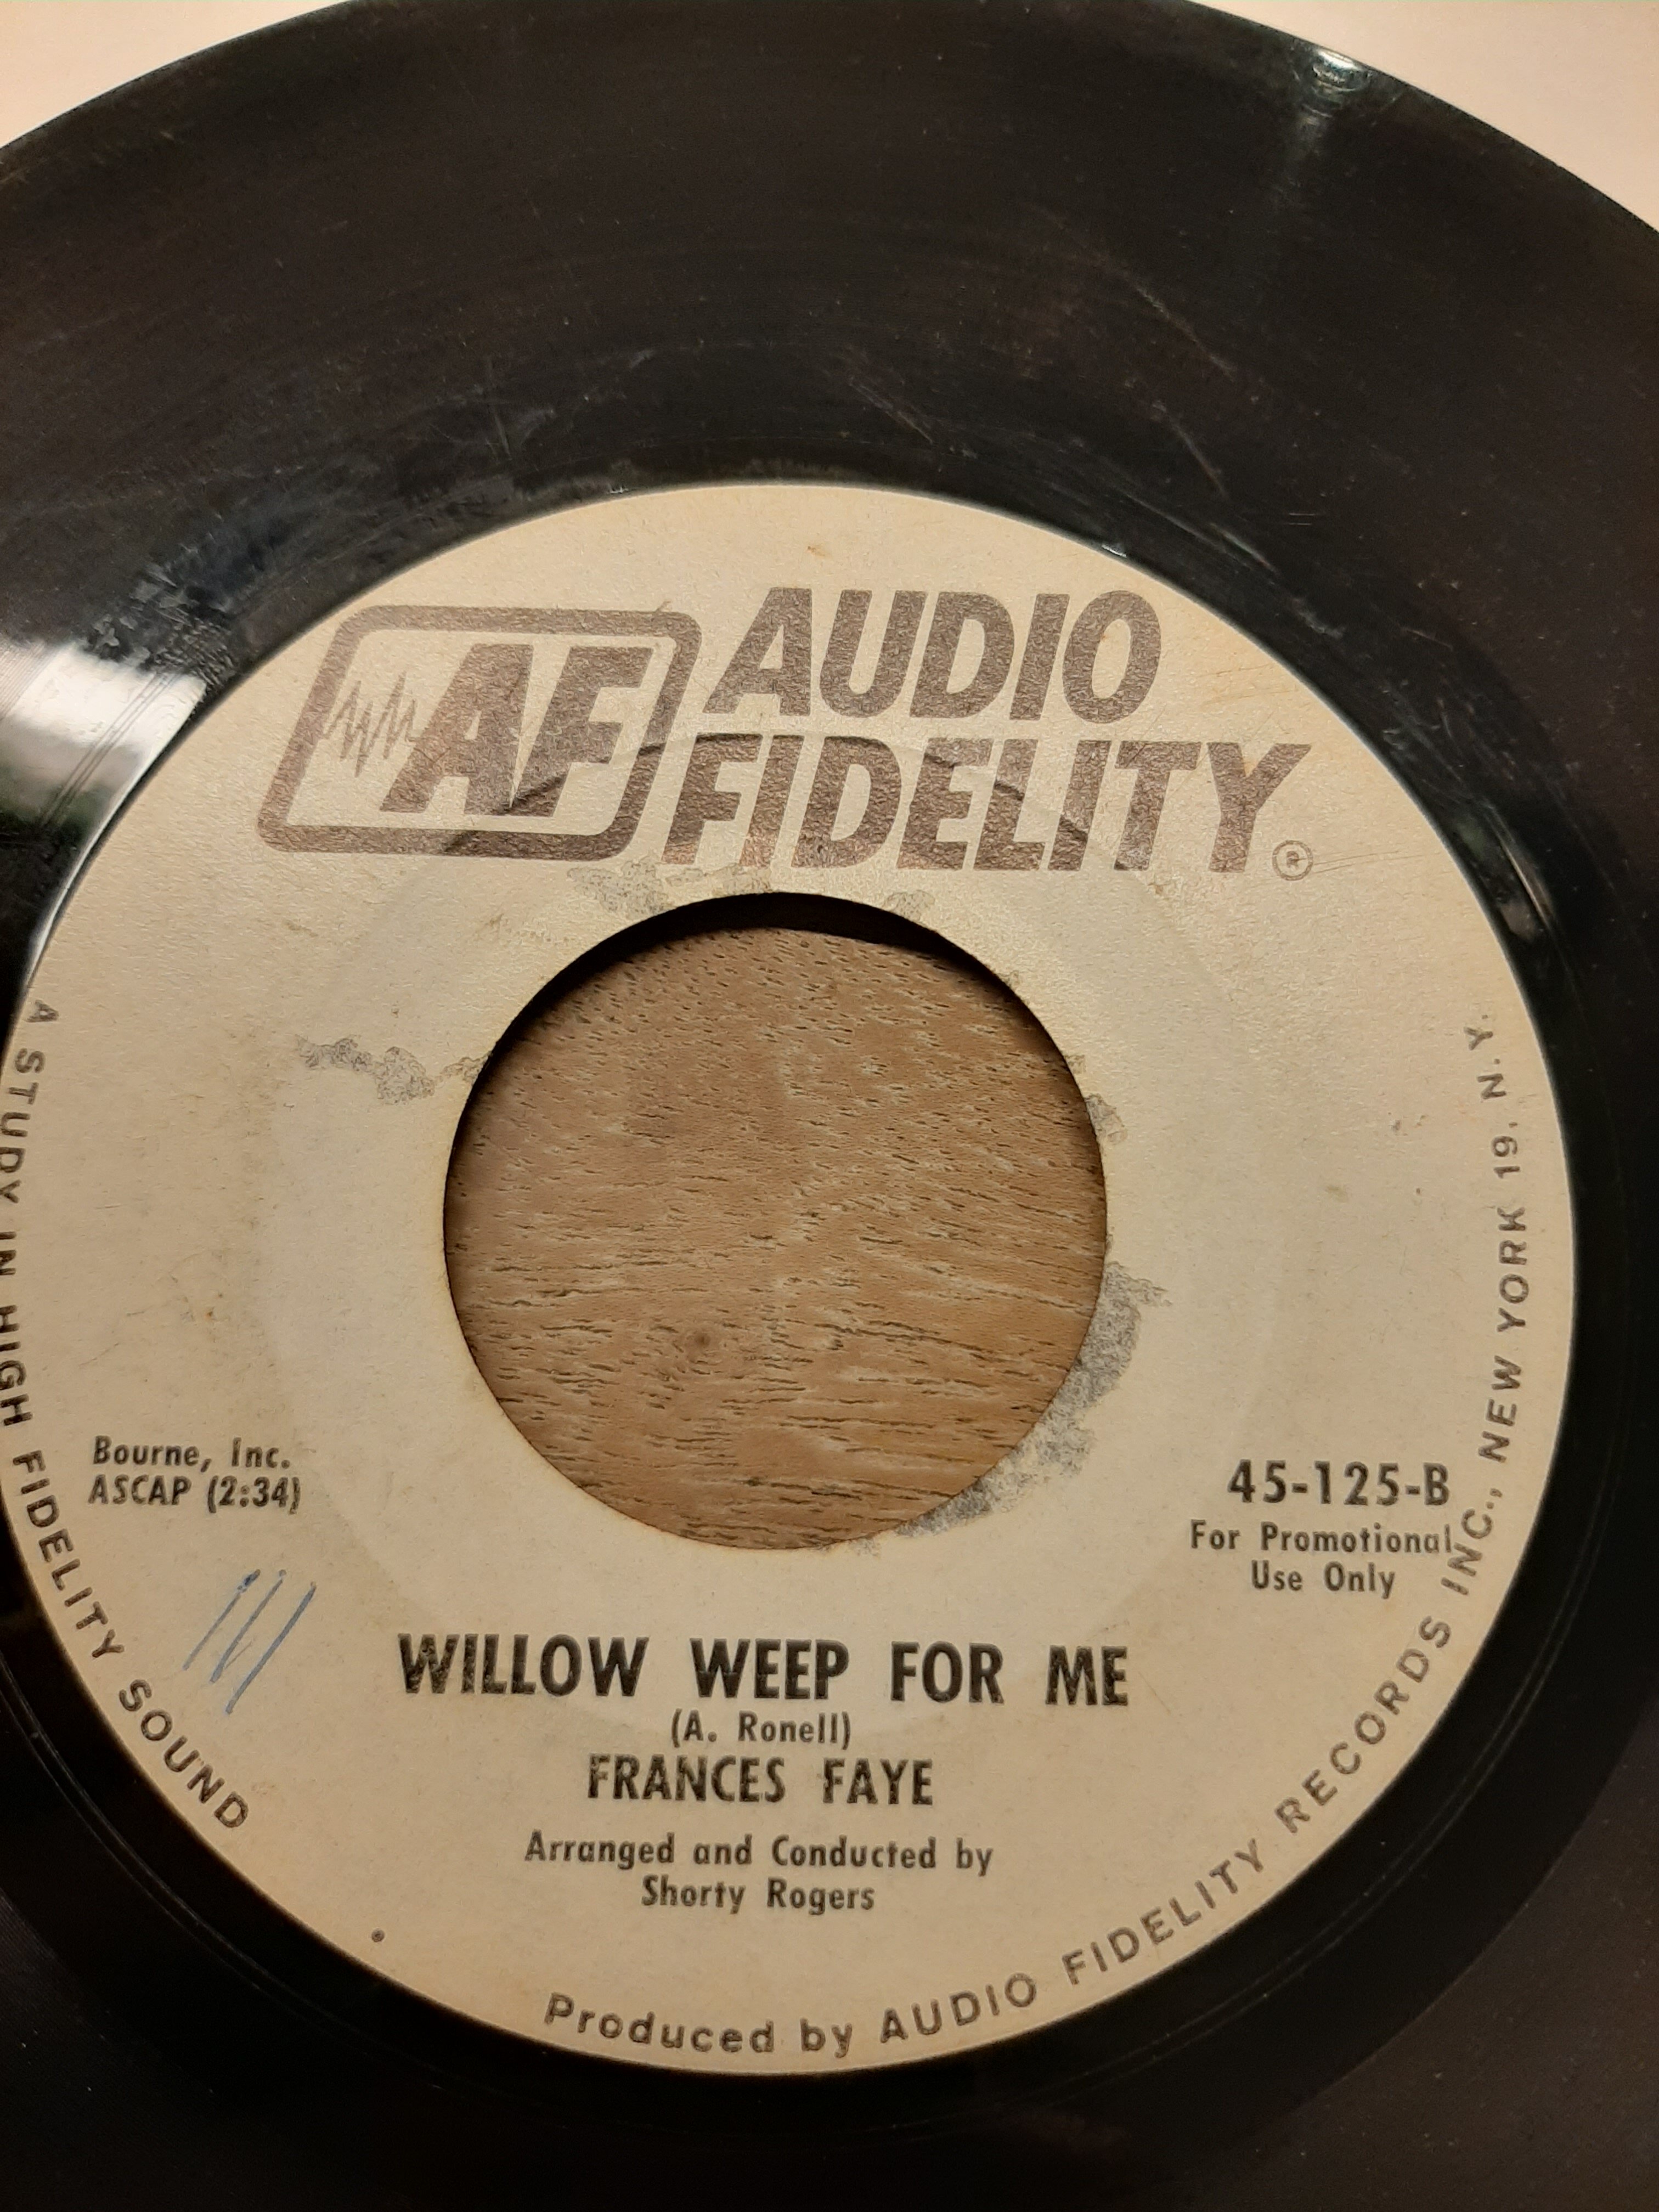 AF AUDIO
FIDELITY®
A STUDY IN HIGH FIDELITY SOUND
Bourne, Inc.
ASCAP (2:34)
45-125-B
For Promotional
Use Only
WILLOW WEEP FOR ME
(A. Ronell)
FRANCES FAYE
Arranged and Conducted by
Shorty Rogers
Produced by AUDIO FIDELITY RECORDS INC., NEW YORK 19, N.Y.